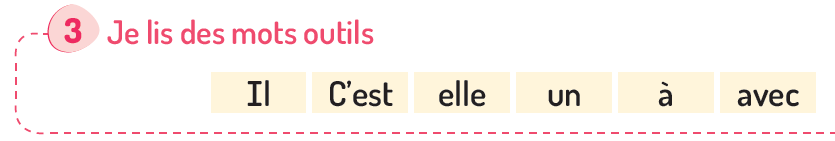 3 Je lis des mots outils
Il C'est elle un à avec